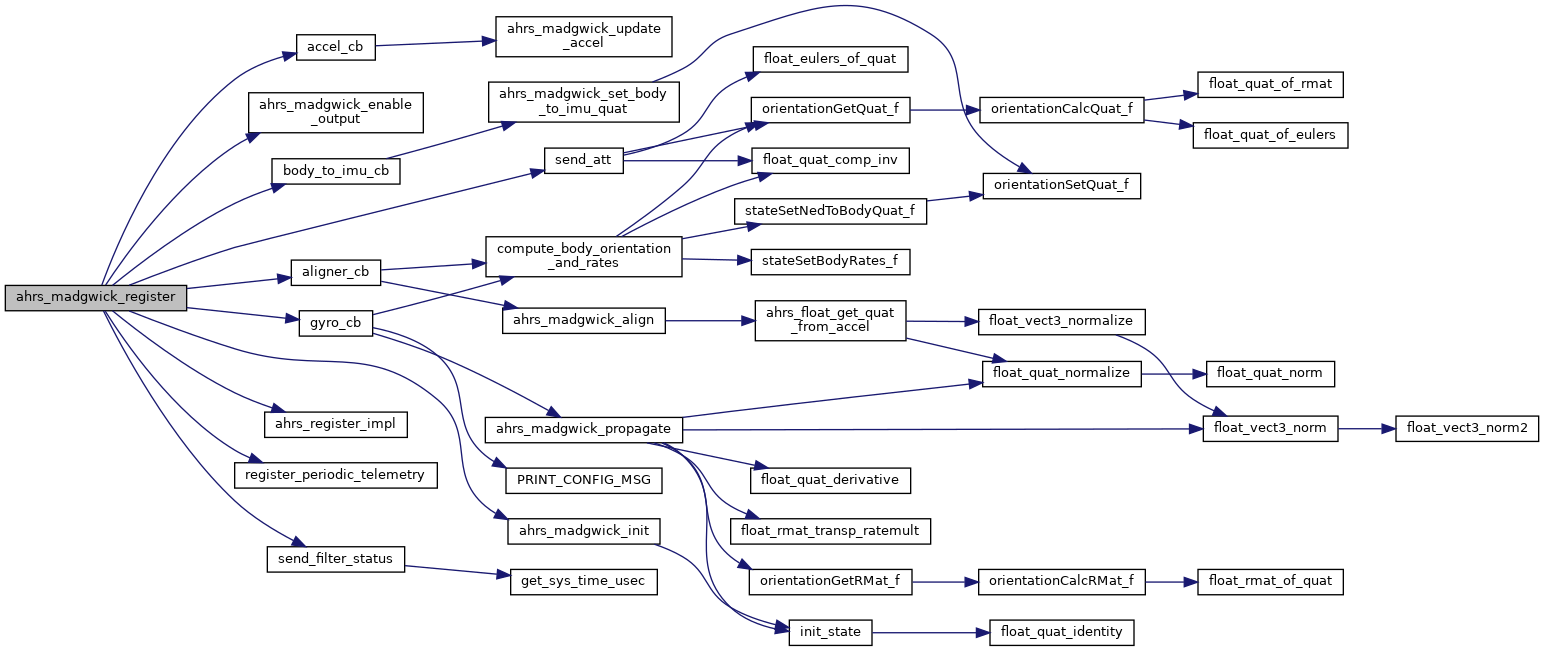 ahrs_madgwick_register
accel_cb
ahrs_madgwick_enable
_output
body_to_imu_cb
aligner_cb
gyro_cb
ahrs_register_impl
register_periodic_telemetry
send_filter_status
ahrs_madgwick_update
_accel
ahrs_madgwick_set_body
_to_imu_quat
send_att
compute_body_orientation
_and_rates
ahrs_madgwick_align
ahrs_madgwick_propagate
PRINT_CONFIG_MSG
ahrs_madgwick_init
get_sys_time_usec
float_eulers_of_quat
orientationGetQuat_f
float_quat_comp_inv
stateSetNedToBodyQuat_f
stateSetBodyRates_f
ahrs_float_get_quat
_from_accel
float_quat_derivative
float_rmat_transp_ratemult
orientationGetRMat_f
init_state
orientationCalcQuat_f
orientationSetQuat_f
float_vect3_normalize
float_quat_normalize
orientationCalcRMat_f
float_quat_identity
float_quat_of_rmat
float_quat_of_eulers
float_quat_norm
float_vect3_norm
float_rmat_of_quat
float_vect3_norm2